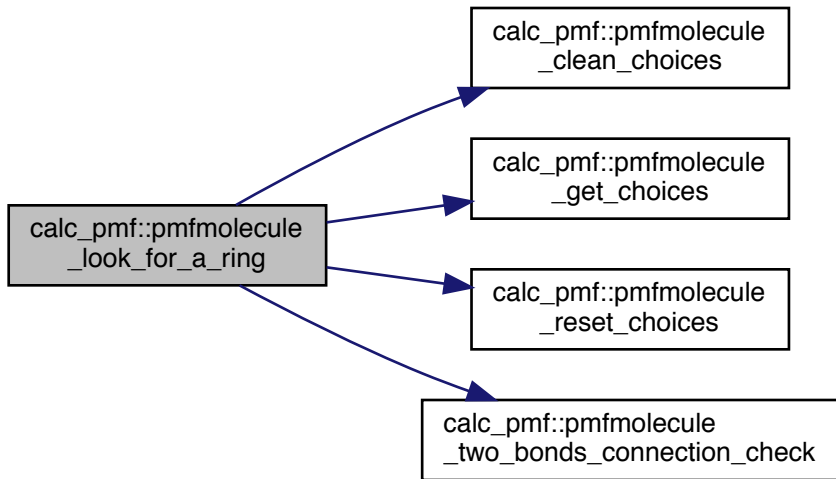 calc_pmf::pmfmolecule
_clean_choices
calc_pmf::pmfmolecule
_get_choices
calc_pmf::pmfmolecule
_look_for_a_ring
calc_pmf::pmfmolecule
_reset_choices
calc_pmf::pmfmolecule
_two_bonds_connection_check